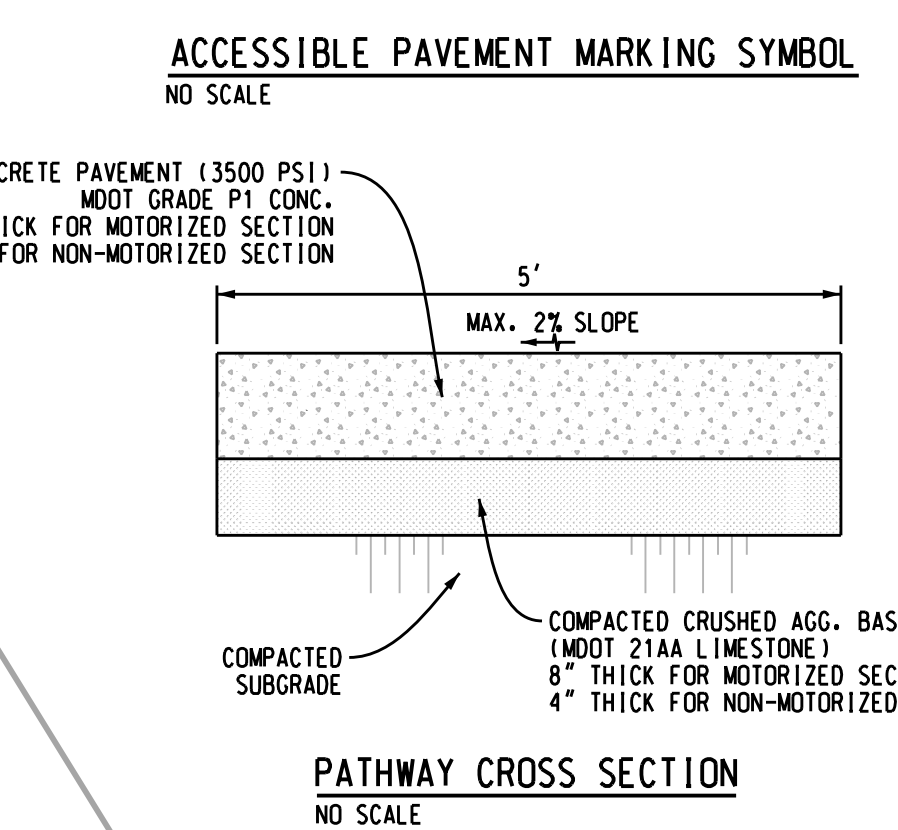 ACCESSIBLE PAVEMENT MARKING SYMBOL
NO SCALE
CRETE PAVEMENT (3500 PSI)
MDOT GRADE P1 CONC.
ICK FOR MOTORIZED SECTION
FOR NON-MOTORIZED SECTION
5'
MAX. 2% SLOPE
COMPACTED CRUSHED AGG. BAS
(MDOT 21AA LIMESTONE)
8" THICK FOR MOTORIZED SEC
4" THICK FOR NON-MOTORIZED
COMPACTED
SUBGRADE
PATHWAY CROSS SECTION
NO SCALE